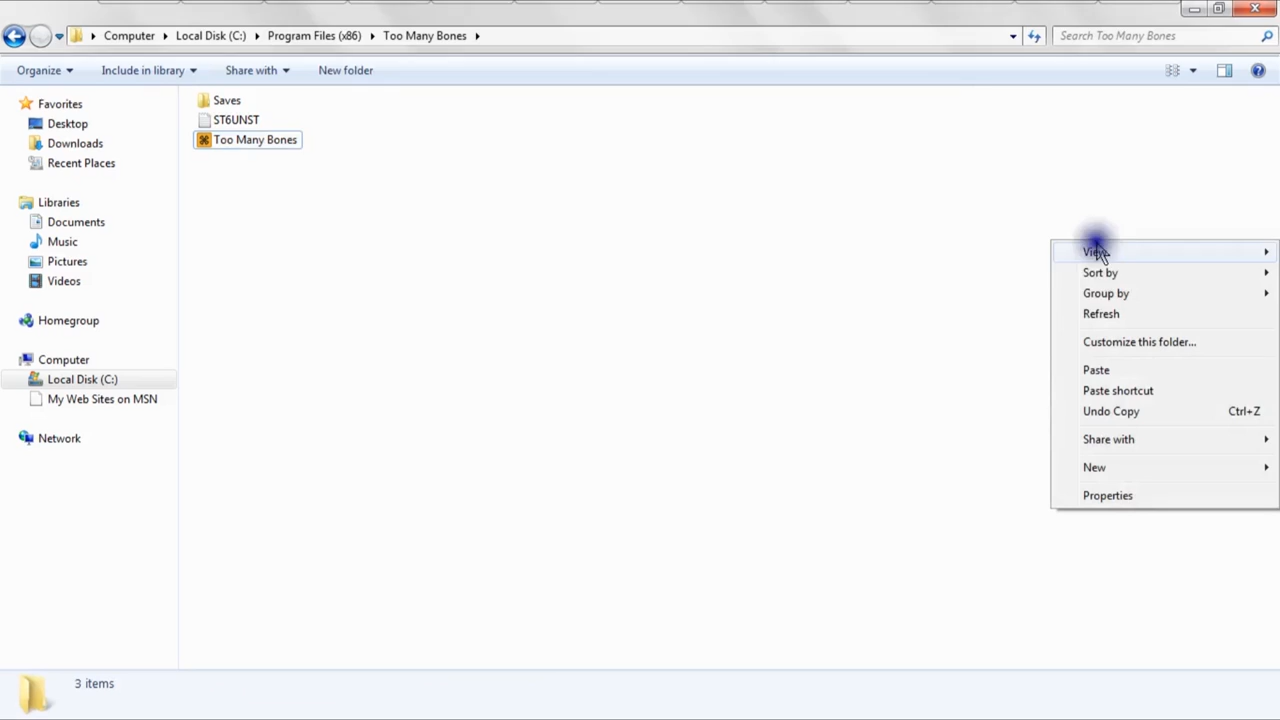 Computer Local Disk (C:) Program Files (x86) Too Many Bones
Search Too Many Bones
Organize Include in library Share with New folder
Favorites
Desktop
Downloads
Recent Places
Libraries
Documents
Music
Pictures
Videos
Homegroup
Computer
Local Disk (C:)
My Web Sites on MSN
Network
Saves
ST6UNST
Too Many Bones
View
Sort by
Group by
Refresh
Customize this folder...
Paste
Paste shortcut
Undo Copy Ctrl+Z
Share with
New
Properties
3 items